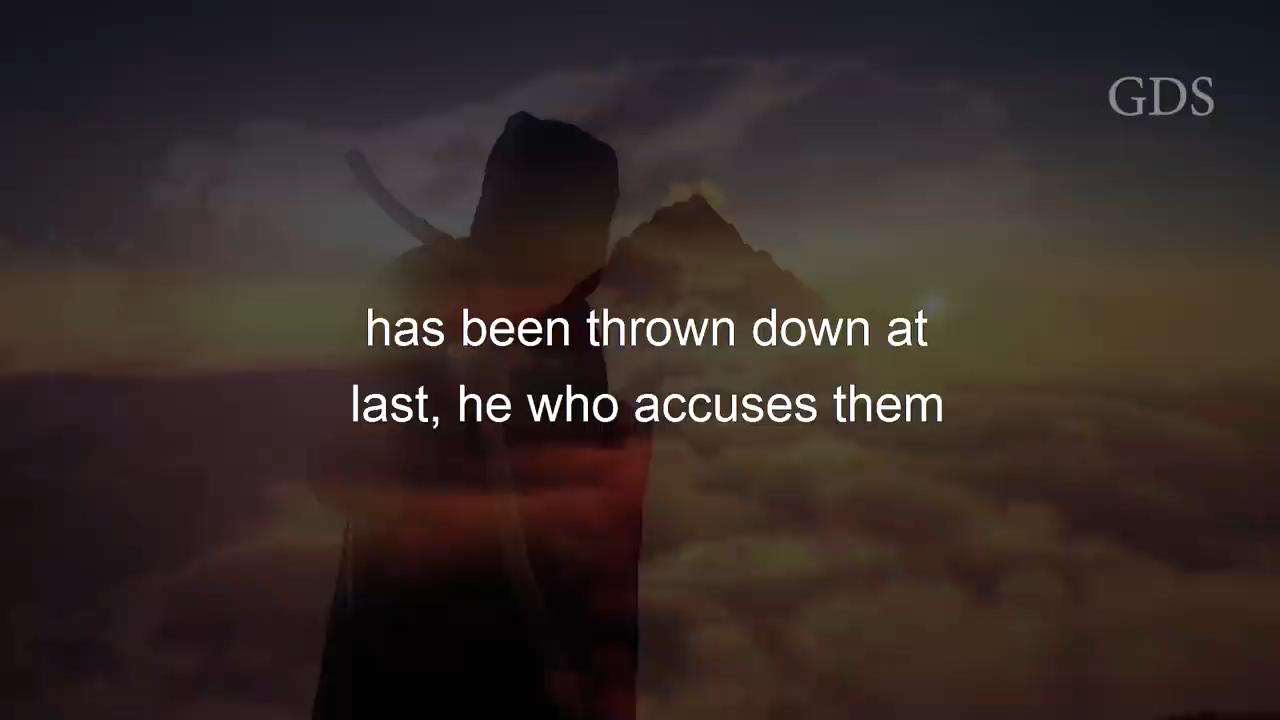 GDS
has been thrown down at
last, he who accuses them